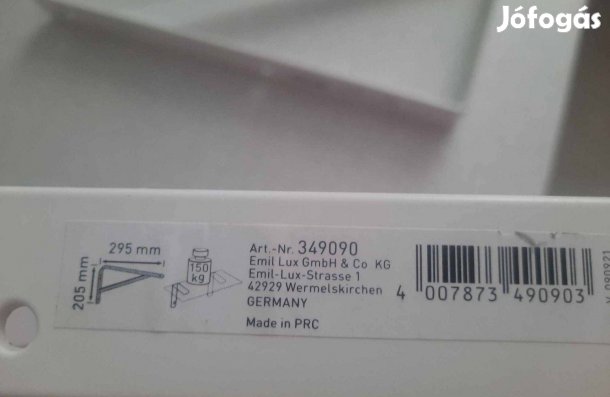 Jófogás
295 mm
205 mm
150
kg
Art.-Nr. 349090
Emil Lux GmbH & Co KG
Emil-Lux-Strasse 1
42929 Wermelskirchen
GERMANY
Made in PRC
4 007873 490903
080921